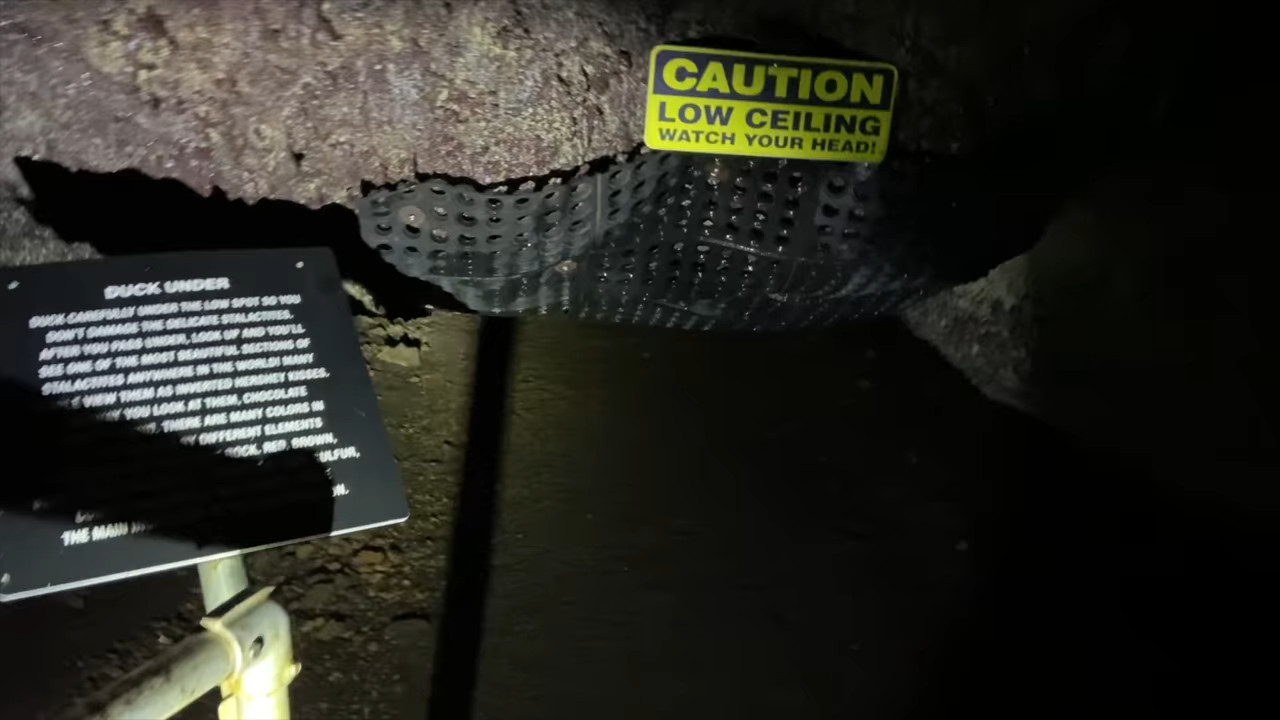 CAUTION
LOW CEILING
WATCH YOUR HEAD!
DUCK UNDER
DUCK CAREFULLY UNDER THE LOW SPOT SO YOU
DON'T DAMAGE THE DELICATE STALACTITES.
AFTER YOU PASS UNDER, LOOK UP AND YOU'LL
SEE ONE OF THE MOST BEAUTIFUL SECTIONS OF
STALACTITES ANYWHERE IN THE WORLD! MANY
VIEW THEM AS INVERTED HERSHEY KISSES,
YOU LOOK AT THEM, CHOCOLATE
THERE ARE MANY COLORS IN
DIFFERENT ELEMENTS
ROCK, RED, BROWN,
THE MAIN